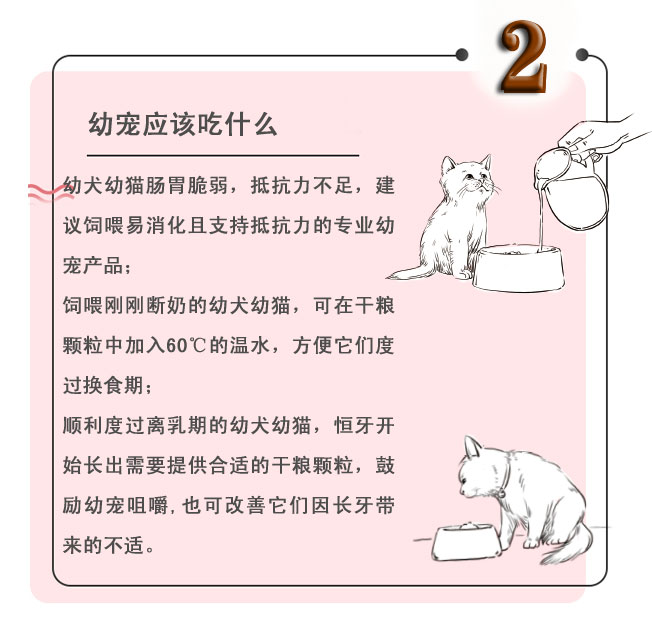 2
幼宠应该吃什么
幼犬幼猫肠胃脆弱，抵抗力不足，建
议饲喂易消化且支持抵抗力的专业幼
宠产品；
饲喂刚刚断奶的幼犬幼猫，可在干粮
颗粒中加入60℃的温水，方便它们度
过换食期；
顺利度过离乳期的幼犬幼猫，恒牙开
始长出需要提供合适的干粮颗粒，鼓
励幼宠咀嚼,也可改善它们因长牙带
来的不适。